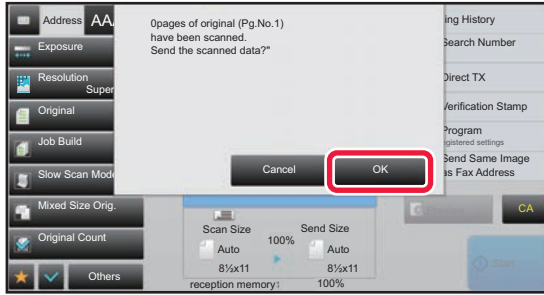 Address AA
Exposure
Resolution
Super
Original
Job Build
Slow Scan Mode
Mixed Size Orig.
Original Count
Others
0pages of original (Pg.No.1)
have been scanned.
Send the scanned data?"
Cancel
OK
Scan Size
Send Size
100%
Auto
Auto
8½x11
8½x11
reception memory:
100%
ing History
Search Number
Direct TX
Verification Stamp
Program
egistered settings
Send Same Image
as Fax Address
CA
Start